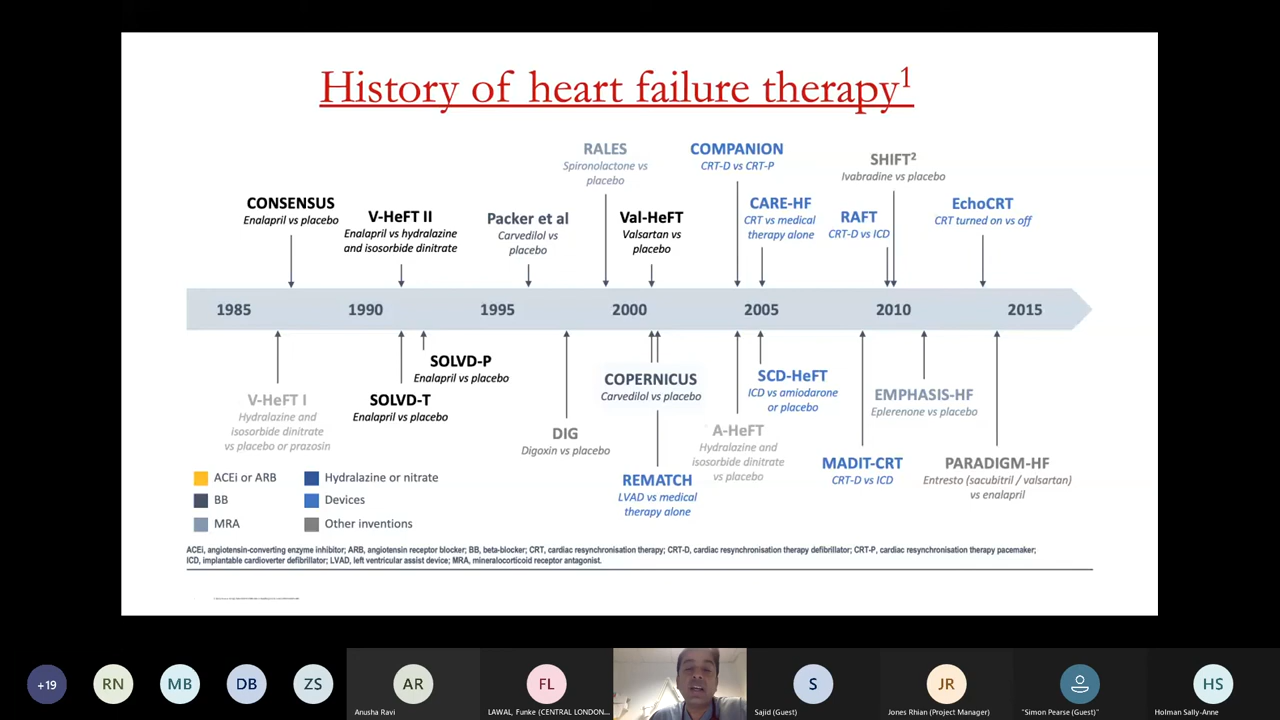 History of heart failure therapy1
RALES
Spironolactone vs
placebo
COMPANION
CRT-D vs CRT-P
SHIFT2
Ivabradine vs placebo
CONSENSUS
Enalapril vs placebo
V-HeFT II
Enalapril vs hydralazine
and isosorbide dinitrate
Packer et al
Carvedilol vs
placebo
Val-HeFT
Valsartan vs
placebo
CARE-HF
CRT vs medical
therapy alone
RAFT
CRT-D vs ICD
EchoCRT
CRT turned on vs off
1985 1990 1995 2000 2005 2010 2015
V-HeFT I
Hydralazine and
isosorbide dinitrate
vs placebo or prazosin
SOLVD-P
Enalapril vs placebo
SOLVD-T
Enalapril vs placebo
DIG
Digoxin vs placebo
COPERNICUS
Carvedilol vs placebo
REMATCH
LVAD vs medical
therapy alone
A-HeFT
Hydralazine and
isosorbide dinitrate
vs placebo
SCD-HeFT
ICD vs amiodarone
or placebo
MADIT-CRT
CRT-D vs ICD
EMPHASIS-HF
Eplerenone vs placebo
PARADIGM-HF
Entresto (sacubitril / valsartan)
vs enalapril
ACEi or ARB
Hydralazine or nitrate
BB
Devices
MRA
Other inventions
ACEi, angiotensin-converting enzyme inhibitor; ARB, angiotensin receptor blocker; BB, beta-blocker; CRT, cardiac resynchronisation therapy; CRT-D, cardiac resynchronisation therapy defibrillator; CRT-P, cardiac resynchronisation therapy pacemaker;
ICD, implantable cardioverter defibrillator; LVAD, left ventricular assist device; MRA, mineralocorticoid receptor antagonist.
+19 RN MB DB ZS AR FL S JR HS
Anusha Ravi
LAWAL, Funke (CENTRAL LONDON...
Sajid (Guest)
Jones Rhian (Project Manager)
"Simon Pearse (Guest)"
Holman Sally-Anne